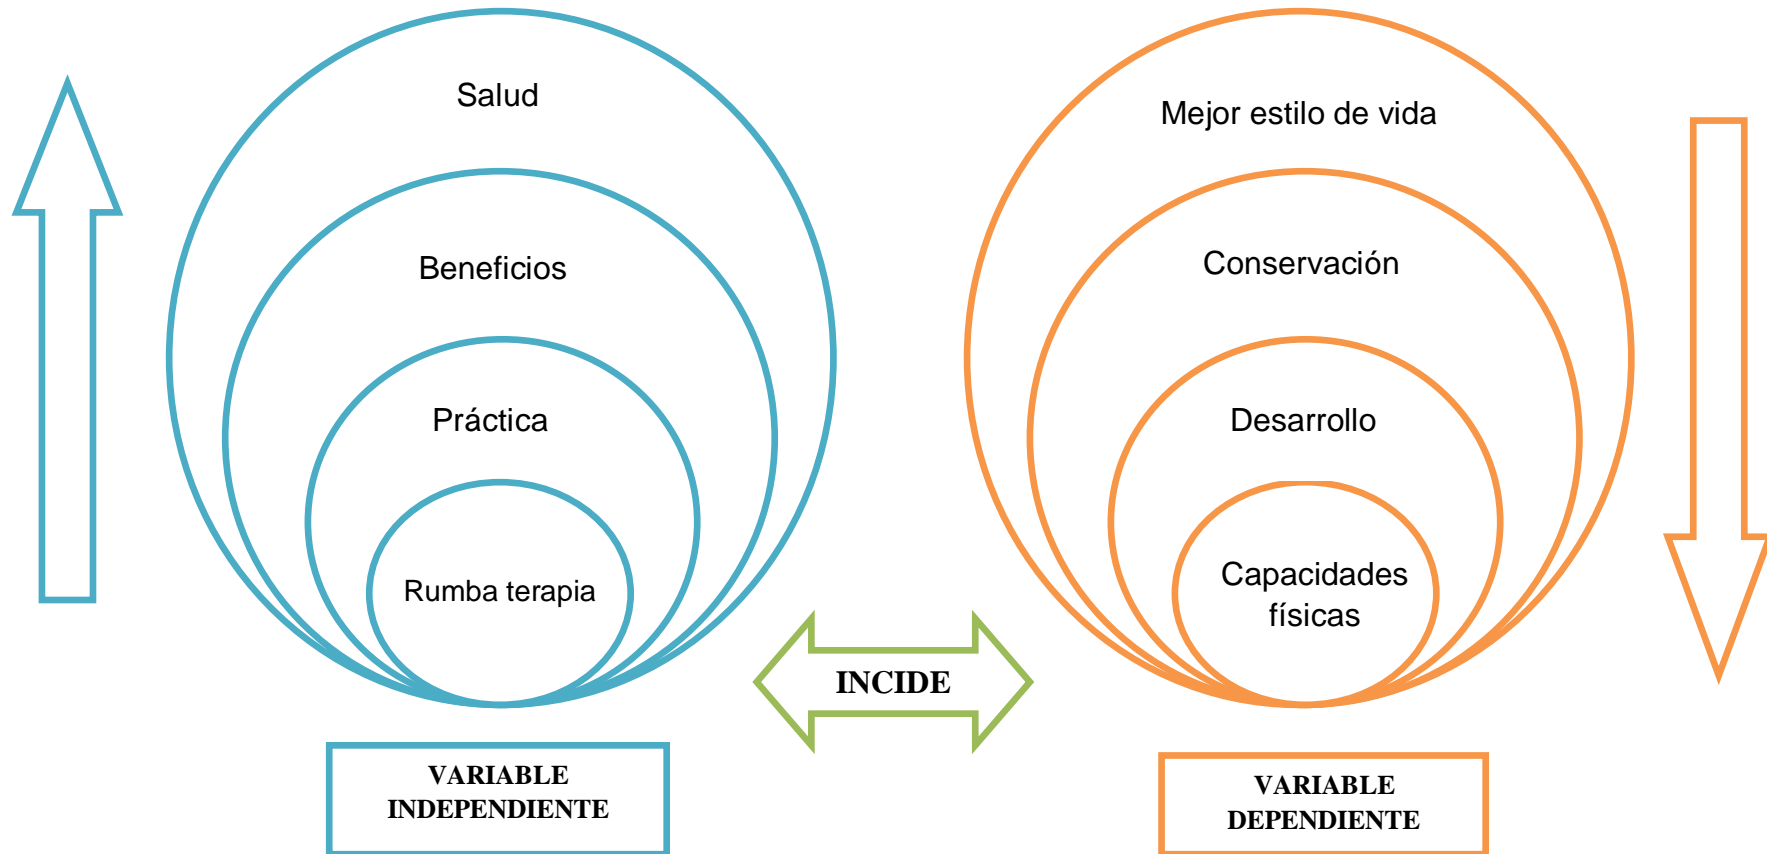 Salud
Beneficios
Práctica
Rumba terapia
Mejor estilo de vida
Conservación
Desarrollo
Capacidades
físicas
INCIDE
VARIABLE
INDEPENDIENTE
VARIABLE
DEPENDIENTE